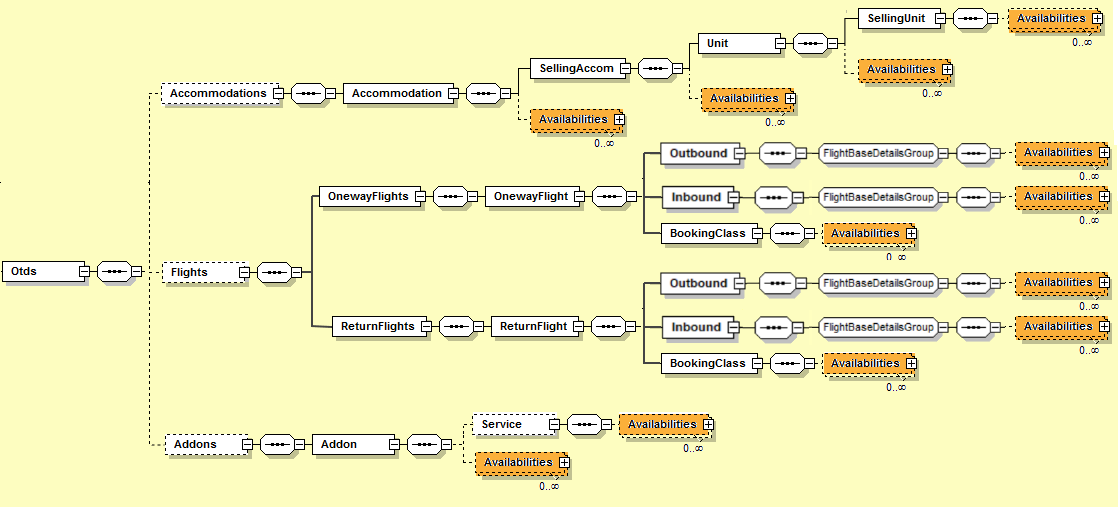 SellingUnit
Availabilities
0..∞
Unit
Availabilities
0..∞
SellingAccom
Availabilities
0..∞
Accommodations
Accommodation
Availabilities
0..∞
Outbound
FlightBaseDetailsGroup
Availabilities
0..∞
OnewayFlights
OnewayFlight
Inbound
FlightBaseDetailsGroup
Availabilities
0..∞
BookingClass
Availabilities
0..∞
Otds
Flights
Outbound
FlightBaseDetailsGroup
Availabilities
0..∞
ReturnFlights
ReturnFlight
Inbound
FlightBaseDetailsGroup
Availabilities
0..∞
BookingClass
Availabilities
0..∞
Addons
Addon
Service
Availabilities
0..∞
Availabilities
0..∞